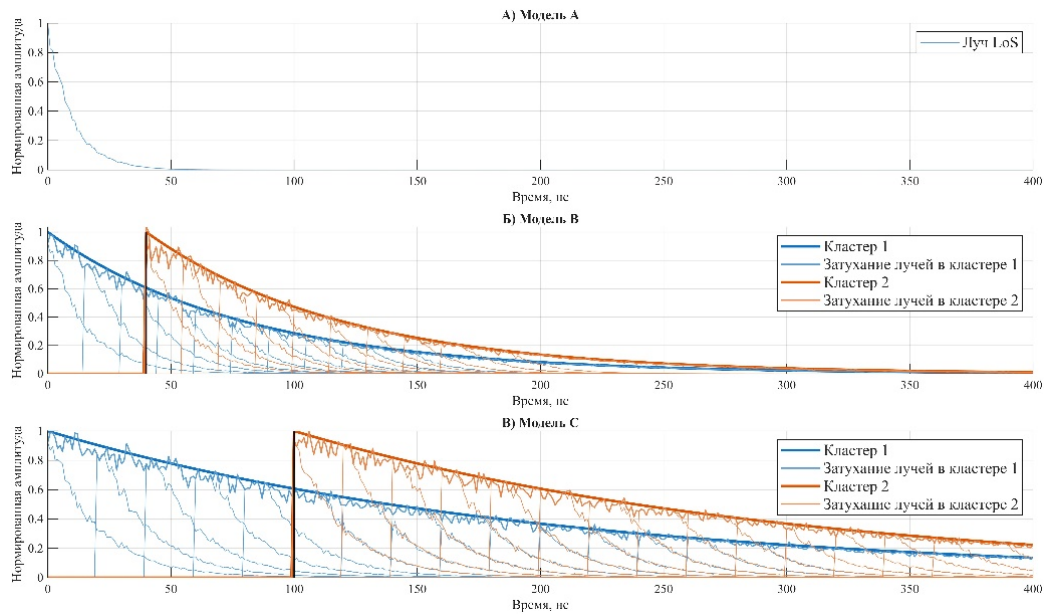 А) Модель А
Нормированная амплитуда
1
0.8
0.6
0.4
0.2
0
Луч LoS
0 50 100 150 200 250 300 350 400
Время, нс
Б) Модель В
Нормированная амплитуда
1
0.8
0.6
0.4
0.2
0
Кластер 1
Затухание лучей в кластере 1
Кластер 2
Затухание лучей в кластере 2
0 50 100 150 200 250 300 350 400
Время, нс
В) Модель С
Нормированная амплитуда
1
0.8
0.6
0.4
0.2
0
Кластер 1
Затухание лучей в кластере 1
Кластер 2
Затухание лучей в кластере 2
0 50 100 150 200 250 300 350 400
Время, нс